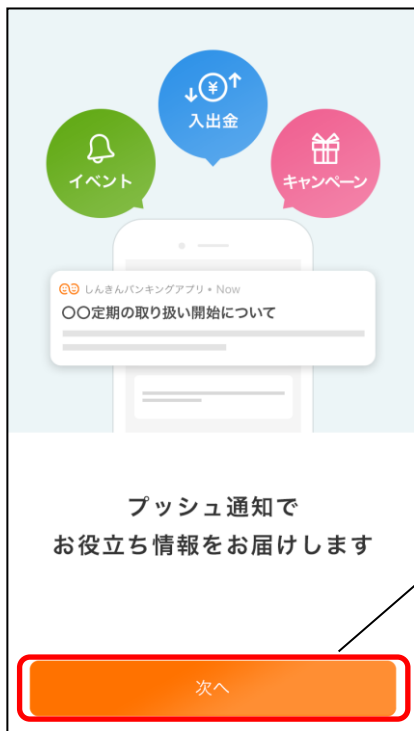 入出金
イベント
キャンペーン
しんきんバンキングアプリ • Now
〇〇定期の取り扱い開始について
プッシュ通知で
お役立ち情報をお届けします
次へ